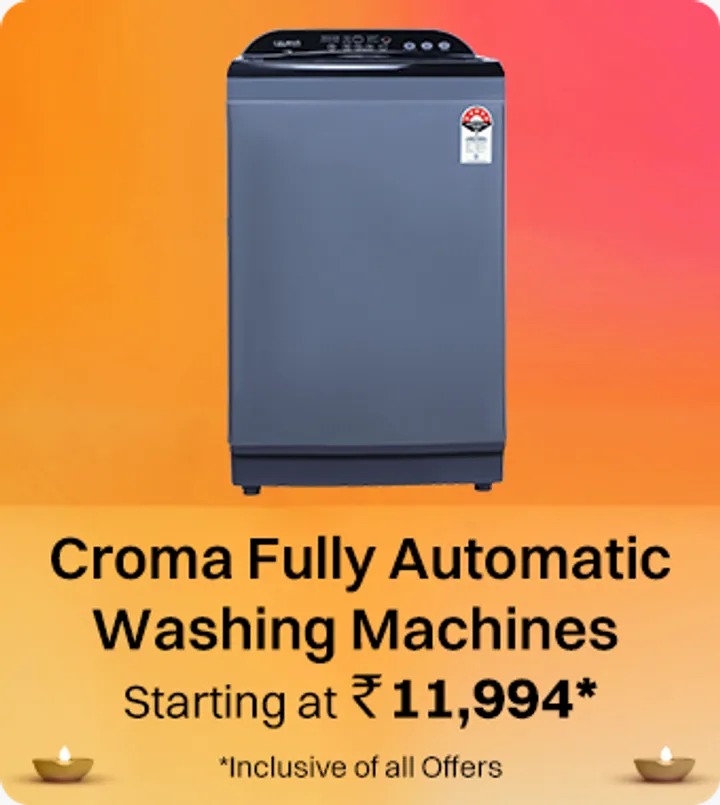 Croma Fully Automatic
Washing Machines
Starting at ₹11,994*
*Inclusive of all Offers